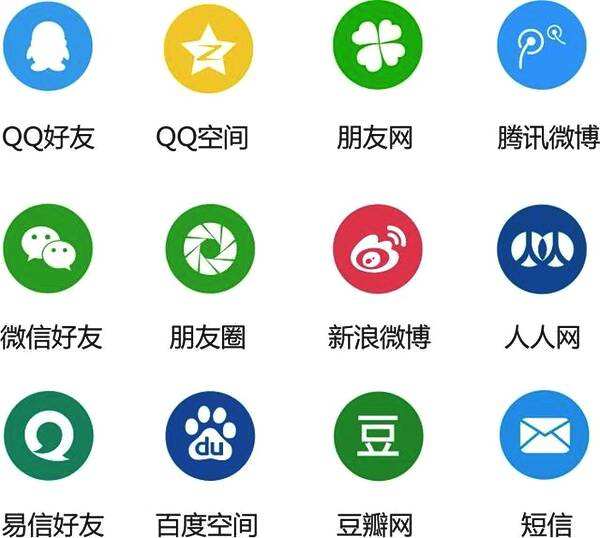 QQ好友
QQ空间
朋友网
腾讯微博
微信好友
朋友圈
新浪微博
人人网
du
豆
易信好友
百度空间
豆瓣网
短信